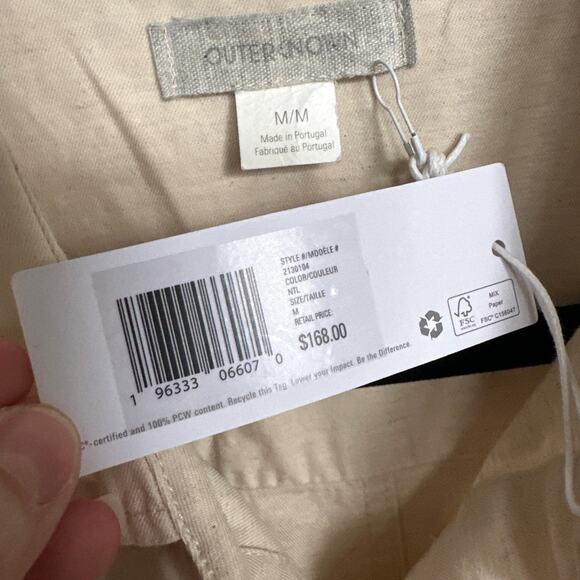 OUTERKNOWN
M/M
Made in Portugal
Fabriqué au Portugal
STYLE #/MODÈLE #
2130104
COLOR/COULEUR
NTL
SIZE/TAILLE
M
RETAIL PRICE:
$168.00
1 96333 06607 0
FSC
MIX
Paper
FSC® C156047
-certified and 100% PCW content. Recycle this Tag. Lower your Impact. Be the Difference.